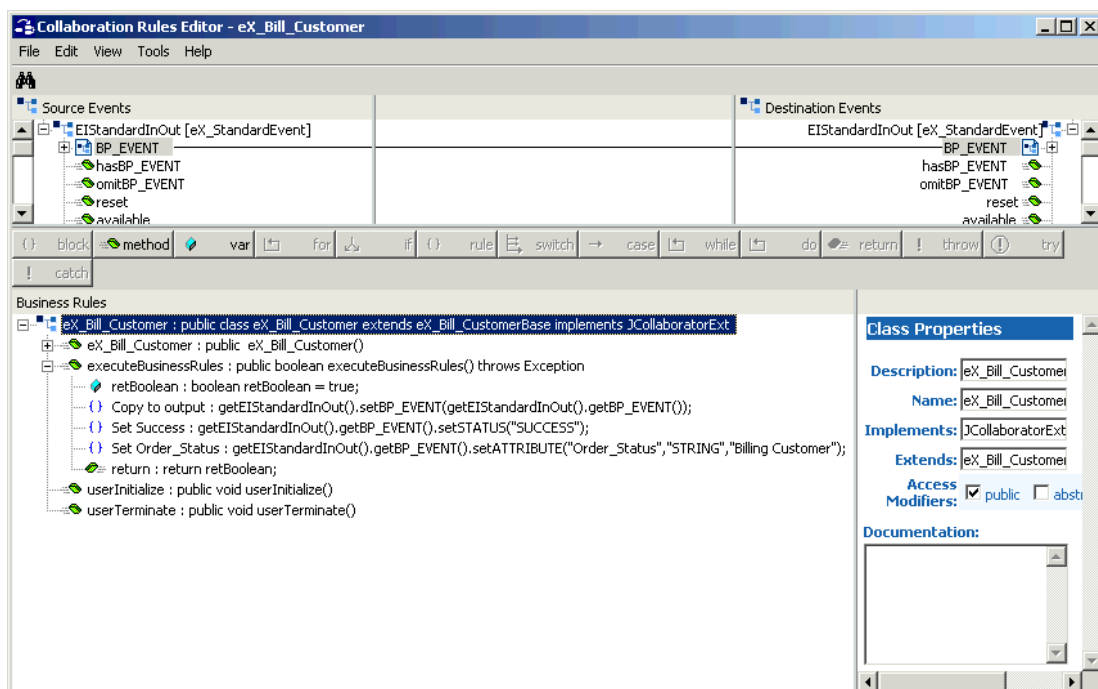 Collaboration Rules Editor - eX_Bill_Customer
File Edit View Tools Help
Source Events
Destination Events
EIStandardInOut [eX_StandardEvent]
EIStandardInOut [eX_StandardEvent]
BP_EVENT
BP_EVENT
hasBP_EVENT
hasBP_EVENT
omitBP_EVENT
omitBP_EVENT
reset
reset
available
available
{} block method var for if {} rule switch case while do return ! throw try
! catch
Business Rules
eX_Bill_Customer : public class eX_Bill_Customer extends eX_BillCustomerBase implements JCollaboratorExt
eX_Bill_Customer : public eX_Bill_Customer()
executeBusinessRules : public boolean executeBusinessRules() throws Exception
retBoolean : boolean retBoolean = true;
{} Copy to output : getEIStandardInOut().setBP_EVENT(getEIStandardInOut().getBP_EVENT());
{} Set Success : getEIStandardInOut().getBP_EVENT().setSTATUS("SUCCESS");
{} Set Order_Status : getEIStandardInOut().getBP_EVENT().setATTRIBUTE("Order_Status","STRING","Billing Customer");
return : return retBoolean;
userInitialize : public void userInitialize()
userTerminate : public void userTerminate()
Class Properties
Description: eX_Bill_Customer
Name: eX_Bill_Customer
Implements: JCollaboratorExt
Extends: eX_Bill_Customer
Access Modifiers: public abstr
Documentation: